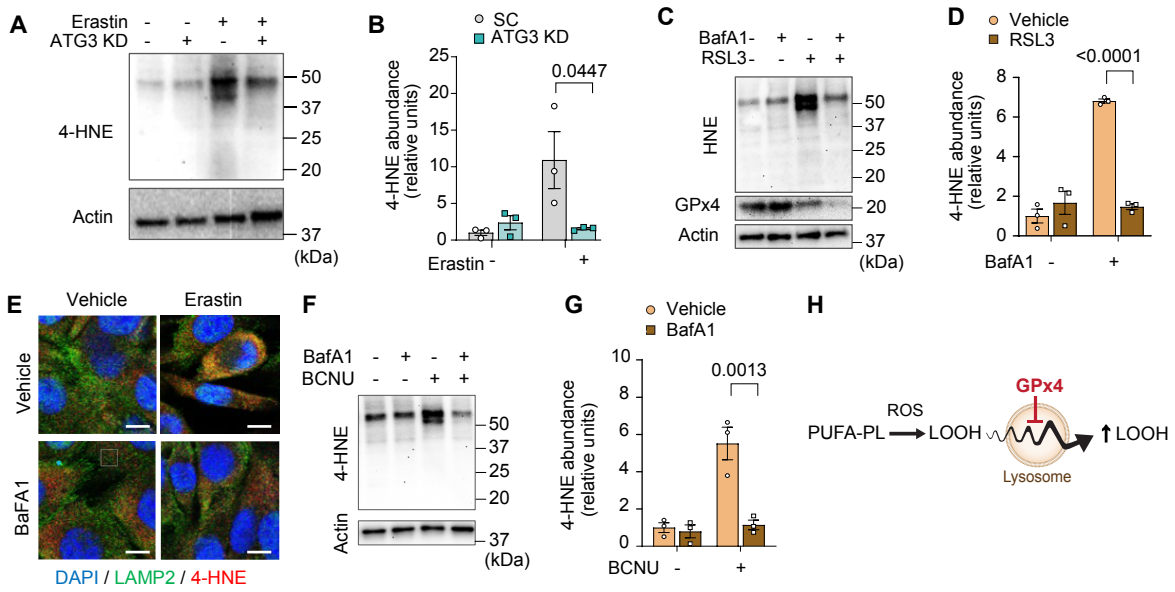 A
Erastin - - + +
ATG3 KD - + - +
4-HNE
50
37
25
20
Actin
37
(kDa)
B
SC
ATG3 KD
0.0447
4-HNE abundance
(relative units)
25
20
15
10
5
0
Erastin - +
C
BafA1 - + - +
RSL3 - - + +
HNE
50
37
25
20
GPx4
20
Actin
37
(kDa)
D
Vehicle
RSL3
<0.0001
4-HNE abundance
(relative units)
8
6
4
2
0
BafA1 - +
E
Vehicle Erastin
Vehicle
BaFA1
DAPI / LAMP2 / 4-HNE
F
BafA1 - + - +
BCNU - - + +
4-HNE
50
37
25
20
Actin
37
(kDa)
G
Vehicle
BafA1
0.0013
4-HNE abundance
(relative units)
10
8
6
4
2
0
BCNU - +
H
GPx4
ROS
PUFA-PL LOOH ↑ LOOH
Lysosome